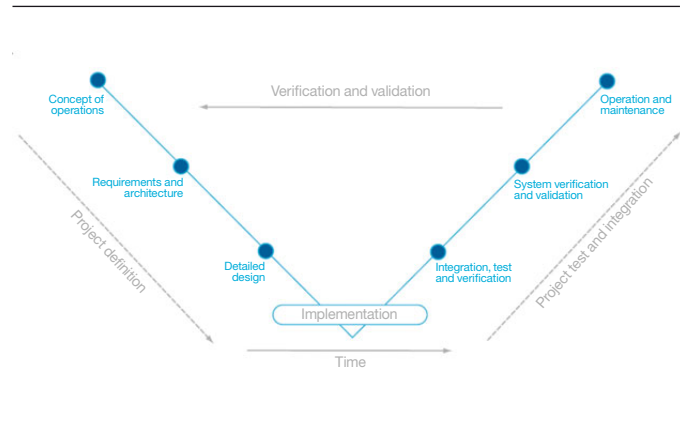 Verification and validation
Concept of
operations
Operation and
maintenance
Requirements and
architecture
System verification
and validation
Project definition
Project test and integration
Detailed
design
Integration, test
and verification
Implementation
Time